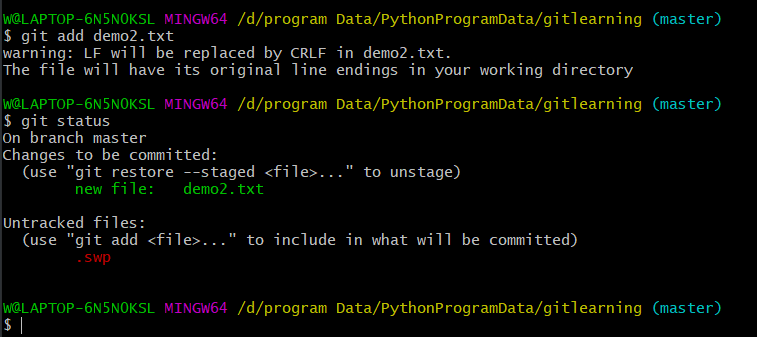 W@LAPTOP-6N5N0KSL MINGW64 /d/program Data/PythonProgramData/gitlearning (master)
$ git add demo2.txt
warning: LF will be replaced by CRLF in demo2.txt.
The file will have its original line endings in your working directory
W@LAPTOP-6N5N0KSL MINGW64 /d/program Data/PythonProgramData/gitlearning (master)
$ git status
On branch master
Changes to be committed:
(use "git restore --staged <file>..." to unstage)
new file: demo2.txt
Untracked files:
(use "git add <file>..." to include in what will be committed)
.swp
W@LAPTOP-6N5N0KSL MINGW64 /d/program Data/PythonProgramData/gitlearning (master)
$